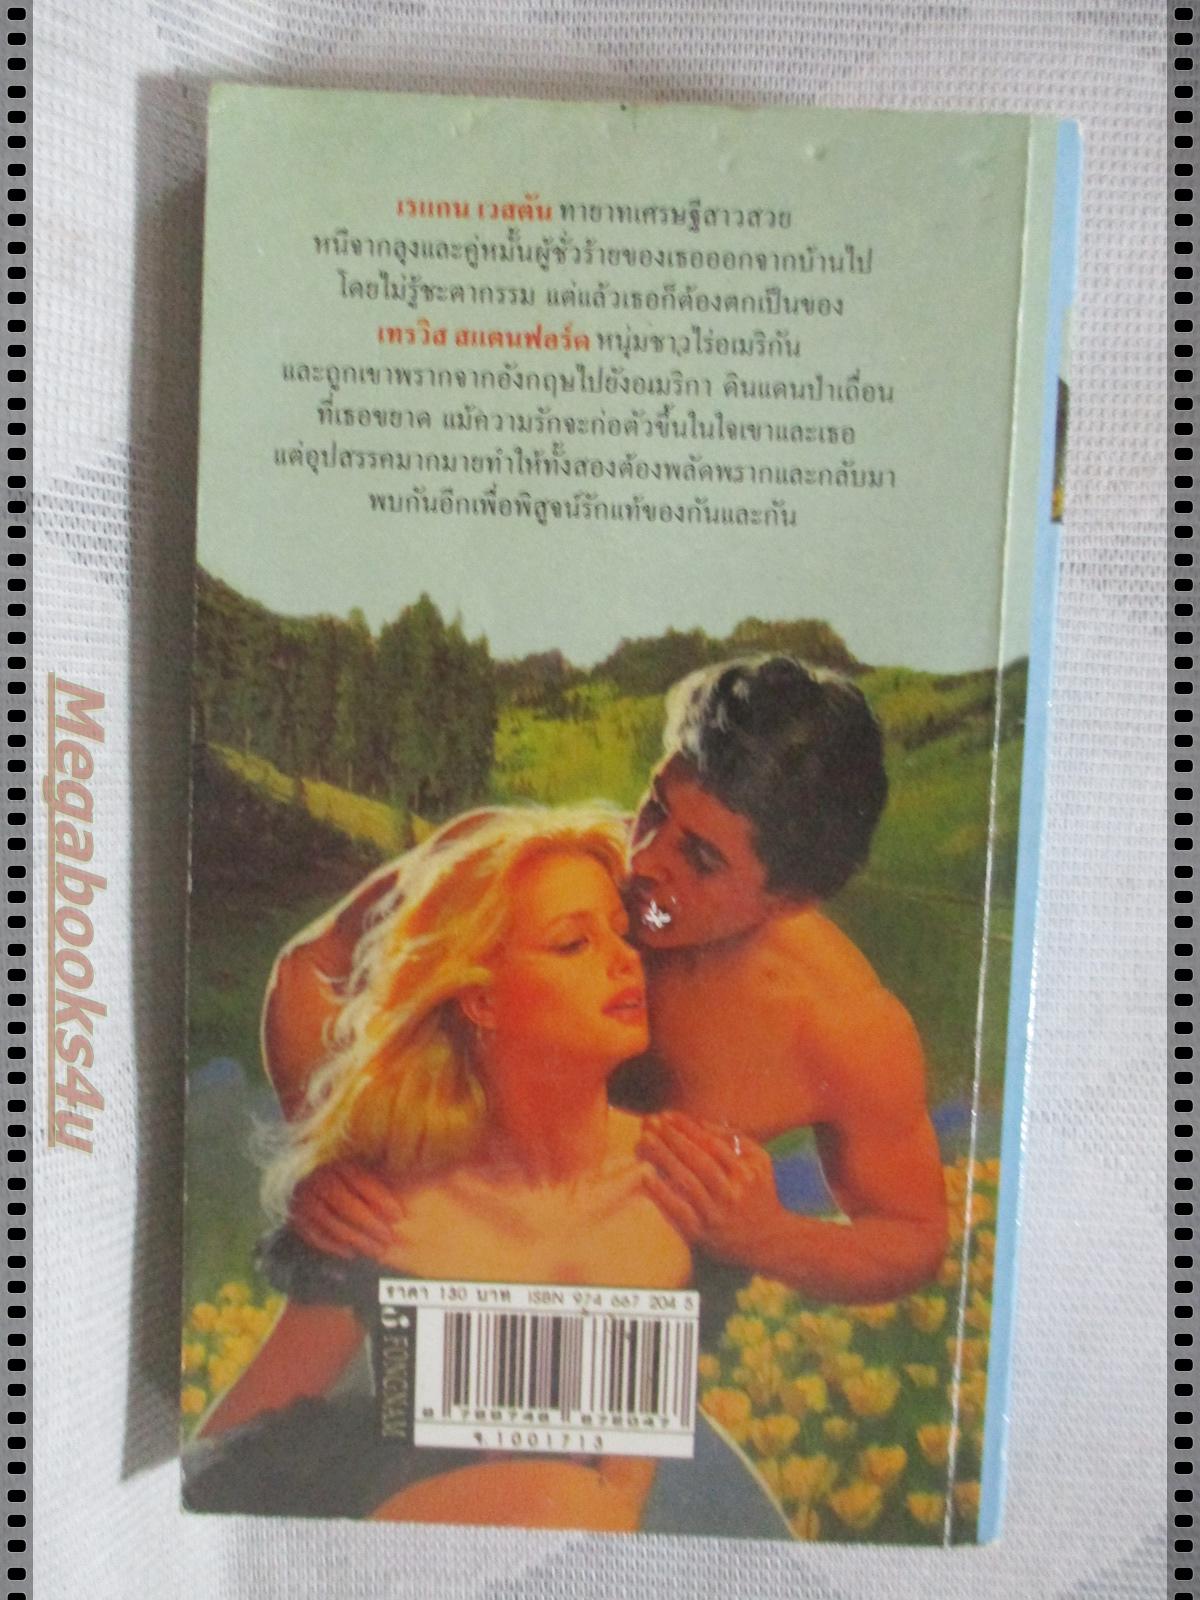 เรแกน เวสตัน ทายาทเศรษฐีสาวสวย
หนีจากลุงและคู่หมั้นผู้ชั่วร้ายของเธอออกจากบ้านไป
โดยไม่รู้ชะตากรรม แต่แล้วเธอก็ต้องตกเป็นของ
เทรวิส สแตนฟอร์ด หนุ่มชาวไร่อเมริกัน
และถูกเขาพรากจากอังกฤษไปยังอเมริกา ดินแดนป่าเถื่อน
ที่เธอขยาด แม้ความรักจะก่อตัวขึ้นในใจเขาและเธอ
แต่อุปสรรคมากมายทำให้ทั้งสองต้องพลัดพรากและกลับมา
พบกันอีกเพื่อพิสูจน์รักแท้ของกันและกัน
Megabooks4u
ราคา 130 บาท ISBN 974 667 204 5
FONGNAM
9 789746 672047
จ.1001713